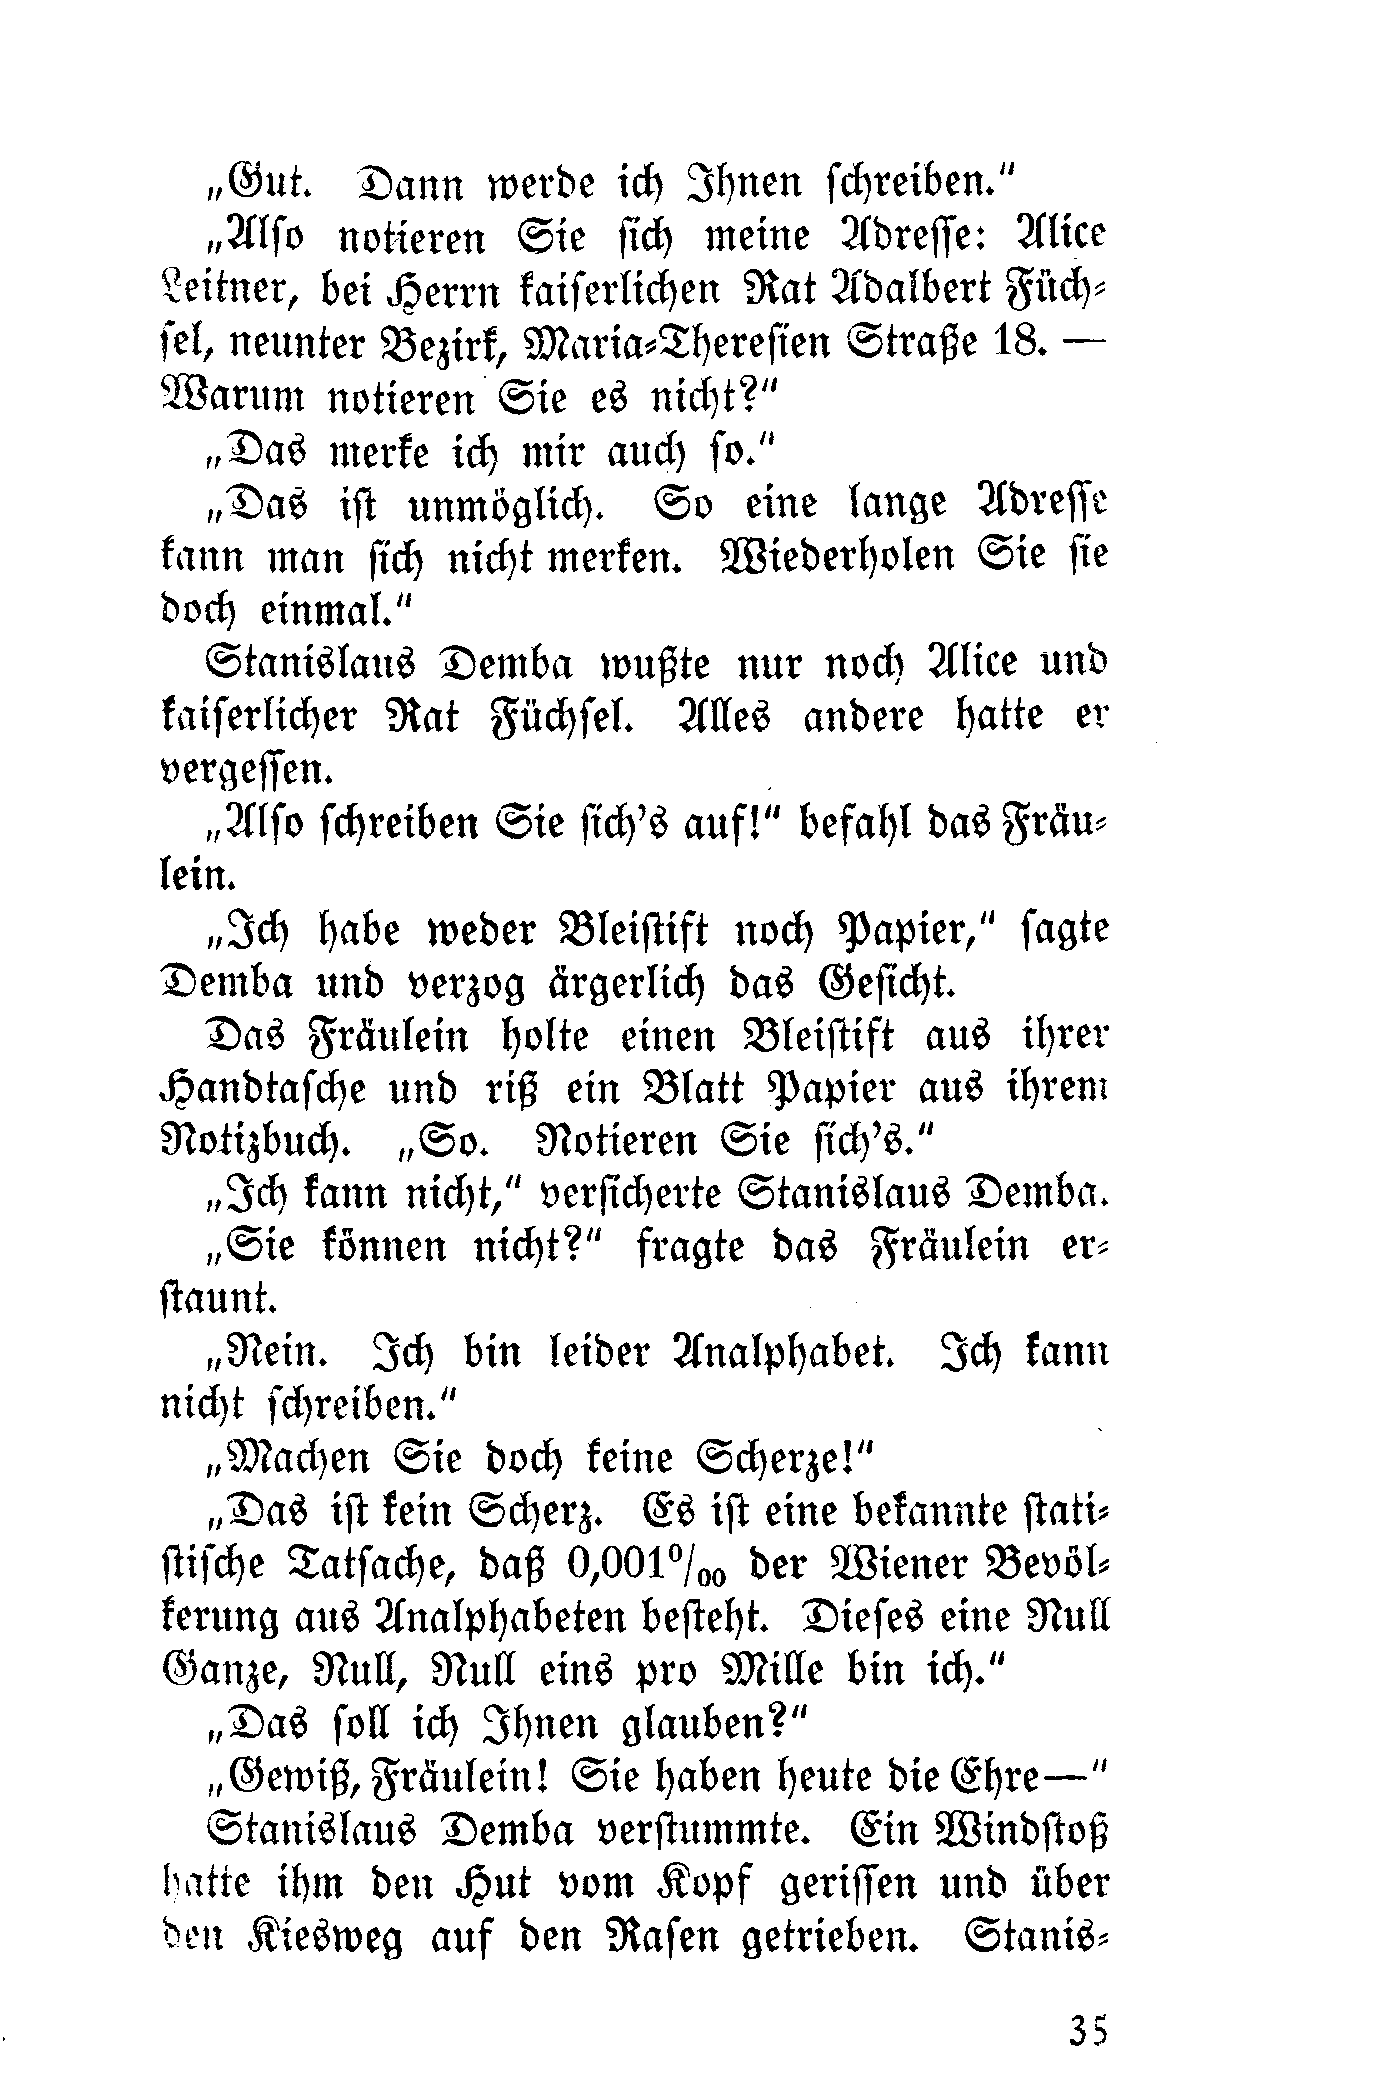 „Gut. Dann werde ich Ihnen schreiben.“
„Also notieren Sie sich meine Adresse: Alice
Leitner, bei Herrn kaiserlichen Rat Adalbert Füch-
sel, neunter Bezirk, Maria-Theresien Straße 18. —
Warum notieren Sie es nicht?“
„Das merke ich mir auch so.“
„Das ist unmöglich. So eine lange Adresse
kann man sich nicht merken. Wiederholen Sie sie
doch einmal.“
Stanislaus Demba wußte nur noch Alice und
kaiserlicher Rat Füchsel. Alles andere hatte er
vergessen.
„Also schreiben Sie sich's auf!“ befahl das Fräu-
lein.
„Ich habe weder Bleistift noch Papier,“ sagte
Demba und verzog ärgerlich das Gesicht.
Das Fräulein holte einen Bleistift aus ihrer
Handtasche und riß ein Blatt Papier aus ihrem
Notizbuch. „So. Notieren Sie sich's.“
„Ich kann nicht,“ versicherte Stanislaus Demba.
„Sie können nicht?“ fragte das Fräulein er-
staunt.
„Nein. Ich bin leider Analphabet. Ich kann
nicht schreiben.“
„Machen Sie doch keine Scherze!“
„Das ist kein Scherz. Es ist eine bekannte stati-
stische Tatsache, daß 0,001‰ der Wiener Bevöl-
kerung aus Analphabeten besteht. Dieses eine Null
Ganze, Null, Null eins pro Mille bin ich.“
„Das soll ich Ihnen glauben?“
„Gewiß, Fräulein! Sie haben heute die Ehre—“
Stanislaus Demba verstummte. Ein Windstoß
hatte ihm den Hut vom Kopf gerissen und über
den Kiesweg auf den Rasen getrieben. Stanis-
35